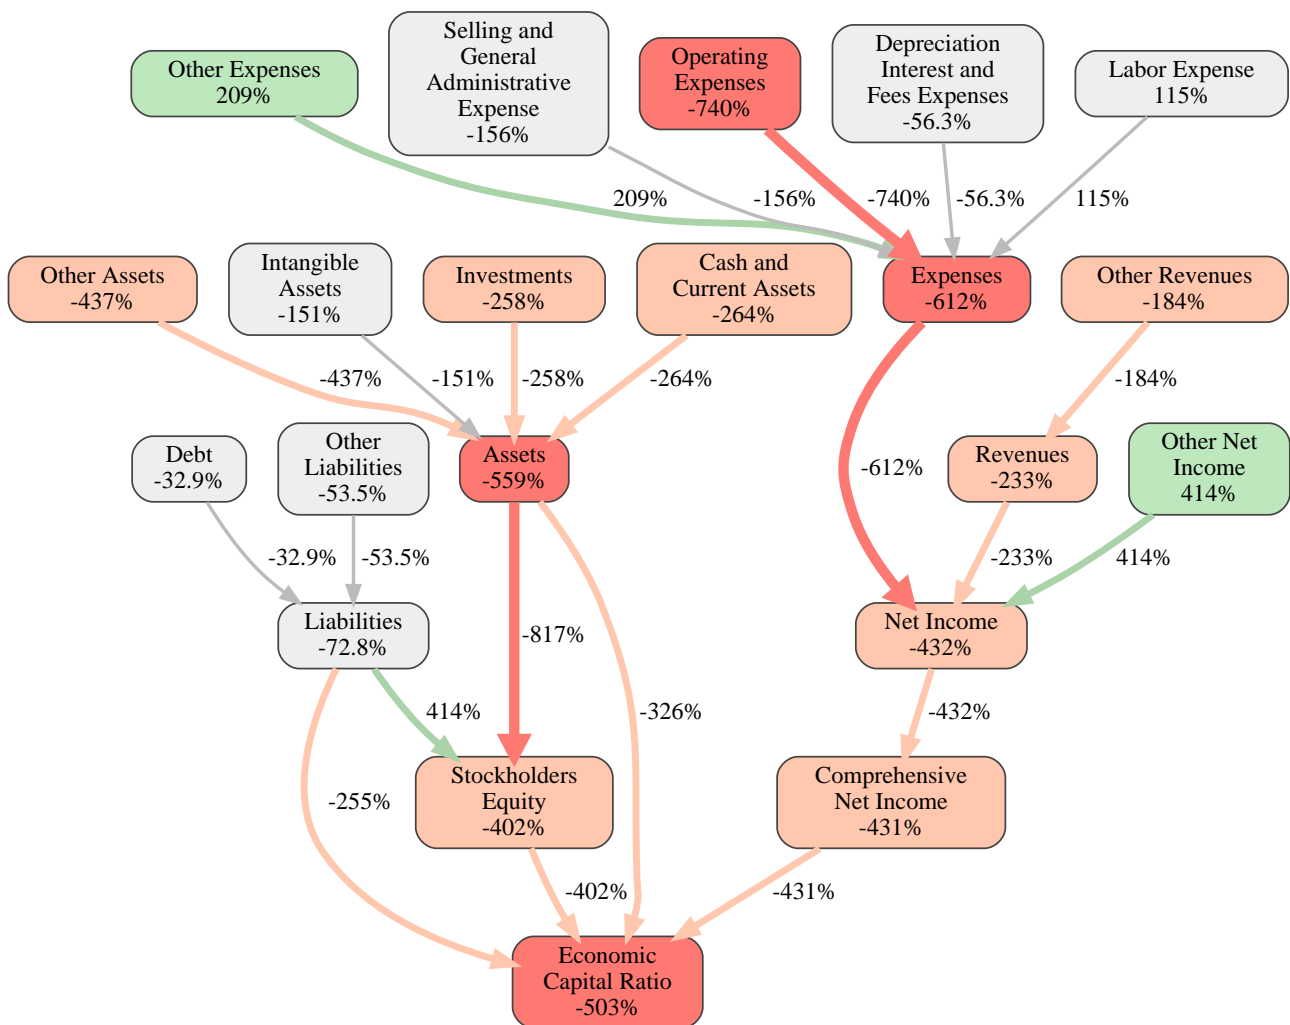 Selling and
General
Administrative
Expense
-156%
Other Expenses
209%
Operating
Expenses
-740%
Depreciation
Interest and
Fees Expenses
-56.3%
Labor Expense
115%
209%
-156%
-740%
-56.3%
115%
Other Assets
-437%
Intangible
Assets
-151%
Investments
-258%
Cash and
Current Assets
-264%
Expenses
-612%
Other Revenues
-184%
-437%
-151%
-258%
-264%
-184%
Debt
-32.9%
Other
Liabilities
-53.5%
Assets
-559%
-612%
Revenues
-233%
Other Net
Income
414%
-32.9%
-53.5%
-233%
414%
Liabilities
-72.8%
-817%
Net Income
-432%
414%
-326%
-432%
-255%
Stockholders
Equity
-402%
Comprehensive
Net Income
-431%
-402%
-431%
Economic
Capital Ratio
-503%